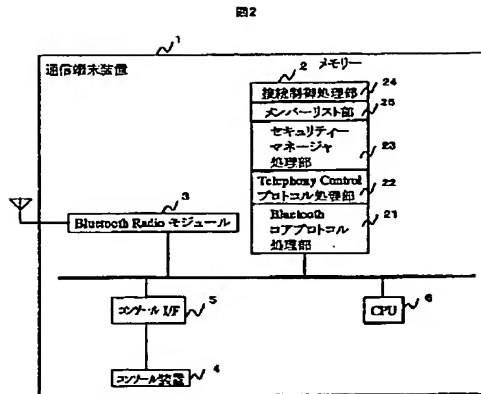 図2
1
通信端末装置
2
メモリー
接続制御処理部
24
メンバーリスト部
25
セキュリティー
マネージャ
処理部
23
Telephony Control
プロトコル処理部
22
Bluetooth
コアプロトコル
処理部
21
3
Bluetooth Radio モジュール
コンソール I/F
5
CPU
6
コンソール装置
4